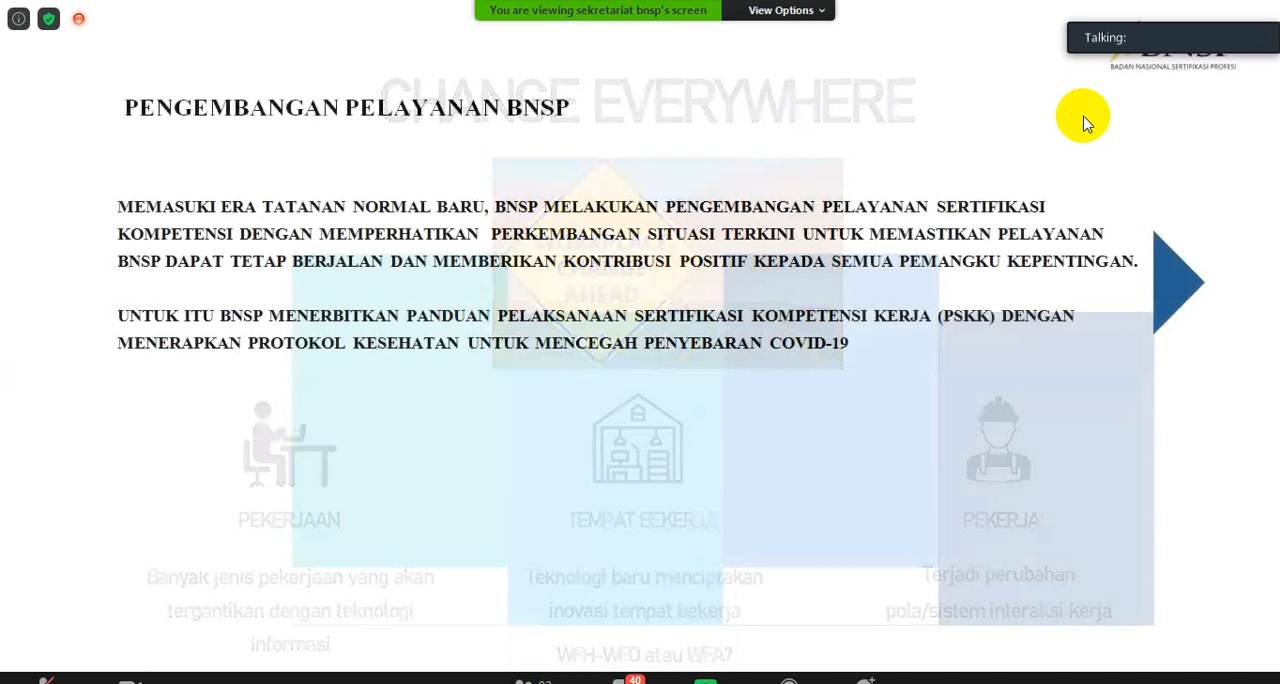 You are viewing sekretariat bnsp's screen
View Options
Talking:
BNSP
BADAN NASIONAL SERTIFIKASI PROFESI
CHANGE EVERYWHERE
PENGEMBANGAN PELAYANAN BNSP
MEMASUKI ERA TATANAN NORMAL BARU, BNSP MELAKUKAN PENGEMBANGAN PELAYANAN SERTIFIKASI
KOMPETENSI DENGAN MEMPERHATIKAN PERKEMBANGAN SITUASI TERKINI UNTUK MEMASTIKAN PELAYANAN
BNSP DAPAT TETAP BERJALAN DAN MEMBERIKAN KONTRIBUSI POSITIF KEPADA SEMUA PEMANGKU KEPENTINGAN.
WORKPLACE
CHANGE
AHEAD
UNTUK ITU BNSP MENERBITKAN PANDUAN PELAKSANAAN SERTIFIKASI KOMPETENSI KERJA (PSKK) DENGAN
MENERAPKAN PROTOKOL KESEHATAN UNTUK MENCEGAH PENYEBARAN COVID-19
PEKERJAAN
Banyak jenis pekerjaan yang akan
tergantikan dengan teknologi
informasi
TEMPAT BEKERJA
Teknologi baru menciptakan
inovasi tempat bekerja
WFH-WFO atau WFA?
PEKERJA
Terjadi perubahan
pola/sistem interaksi kerja
40